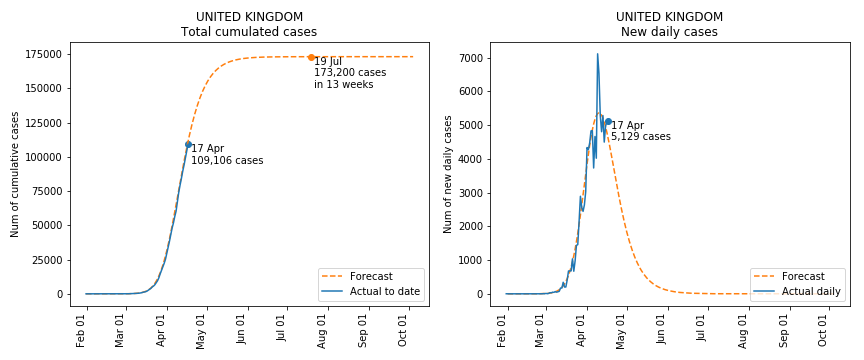 UNITED KINGDOM
Total cumulated cases
Num of cumulative cases
175000
150000
125000
100000
75000
50000
25000
0
19 Jul
173,200 cases
in 13 weeks
17 Apr
109,106 cases
Forecast
Actual to date
Feb 01
Mar 01
Apr 01
May 01
Jun 01
Jul 01
Aug 01
Sep 01
Oct 01
UNITED KINGDOM
New daily cases
Num of new daily cases
7000
6000
5000
4000
3000
2000
1000
0
17 Apr
5,129 cases
Forecast
Actual daily
Feb 01
Mar 01
Apr 01
May 01
Jun 01
Jul 01
Aug 01
Sep 01
Oct 01